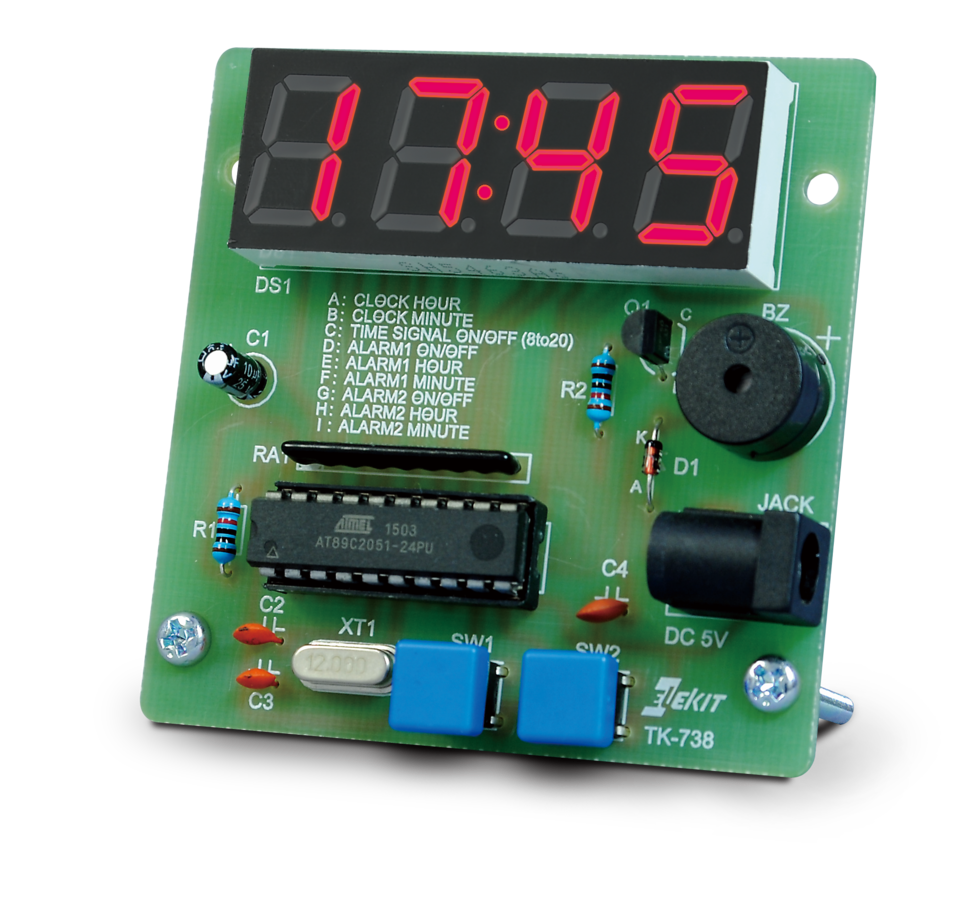 17:45
DS1
A: CLOCK HOUR
B: CLOCK MINUTE
C: TIME SIGNAL ON/OFF (8to20)
D: ALARM1 ON/OFF
E: ALARM1 HOUR
F: ALARM1 MINUTE
G: ALARM2 ON/OFF
H: ALARM2 HOUR
I: ALARM2 MINUTE
Q1
C
BZ
+
C1
10µF
R2
K
D1
A
RA1
JACK
R1
ATMEL 1503
AT89C2051-24PU
C4
DC 5V
C2
XT1
12.000
C3
SW1
SW2
TEKIT
TK-738